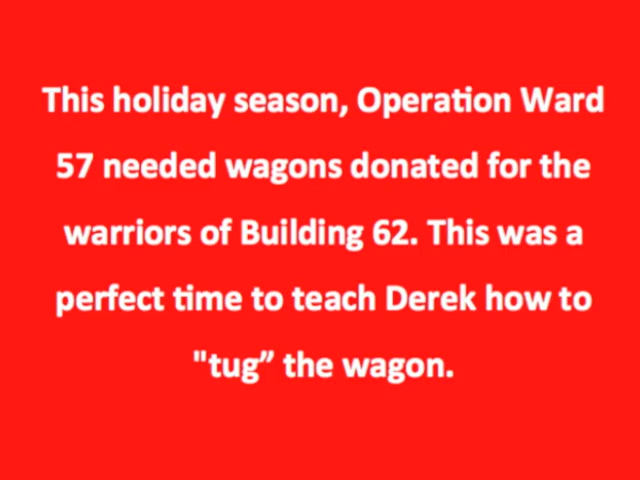 This holiday season, Operation Ward
57 needed wagons donated for the
warriors of Building 62. This was a
perfect time to teach Derek how to
"tug” the wagon.